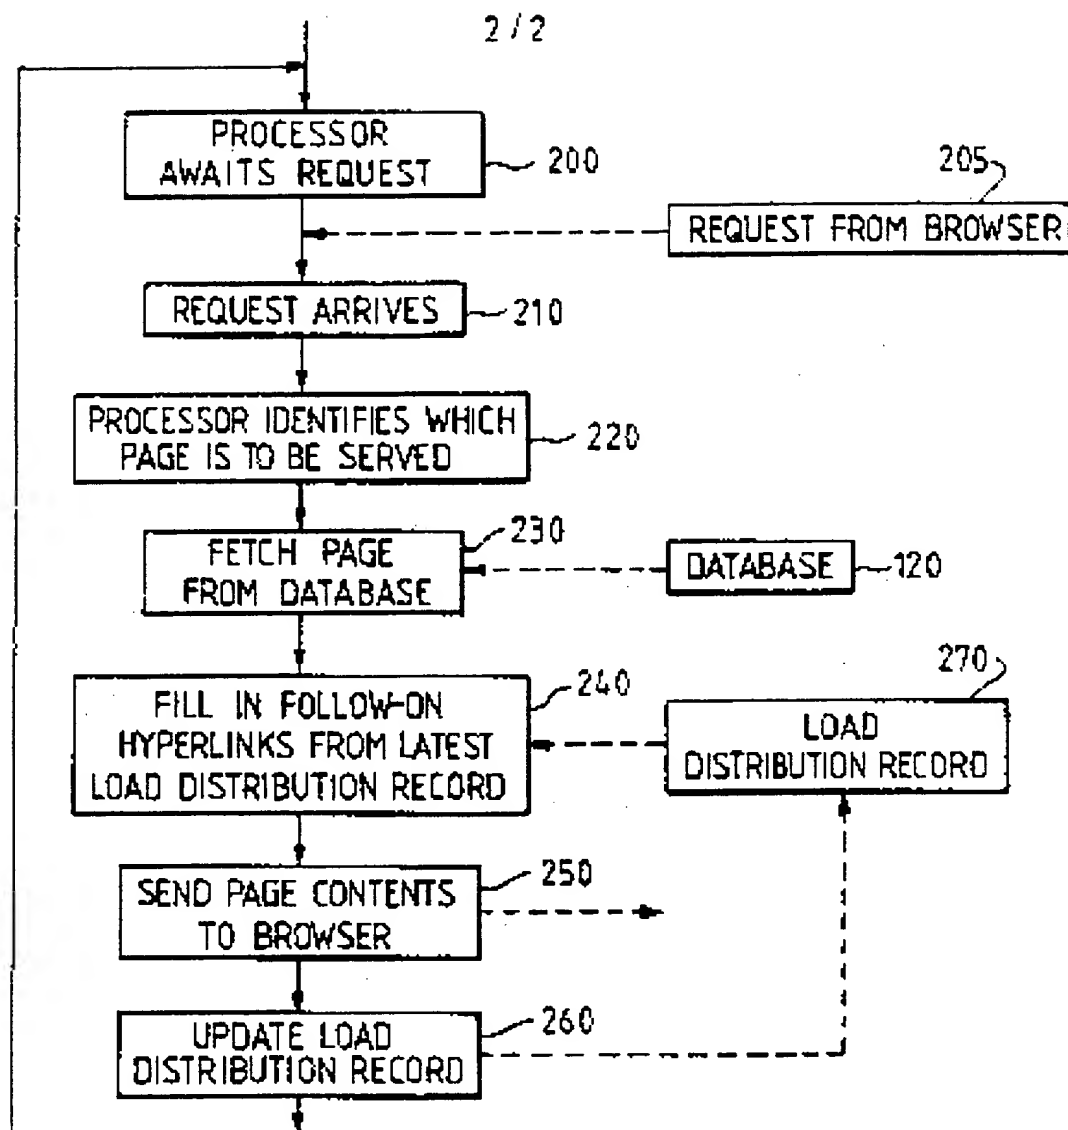 2/2
PROCESSOR
AWAITS REQUEST
200
205
REQUEST FROM BROWSER
REQUEST ARRIVES
210
PROCESSOR IDENTIFIES WHICH
PAGE IS TO BE SERVED
220
230
FETCH PAGE
FROM DATABASE
DATABASE
120
240
FILL IN FOLLOW-ON
HYPERLINKS FROM LATEST
LOAD DISTRIBUTION RECORD
270
LOAD
DISTRIBUTION RECORD
250
SEND PAGE CONTENTS
TO BROWSER
260
UPDATE LOAD
DISTRIBUTION RECORD